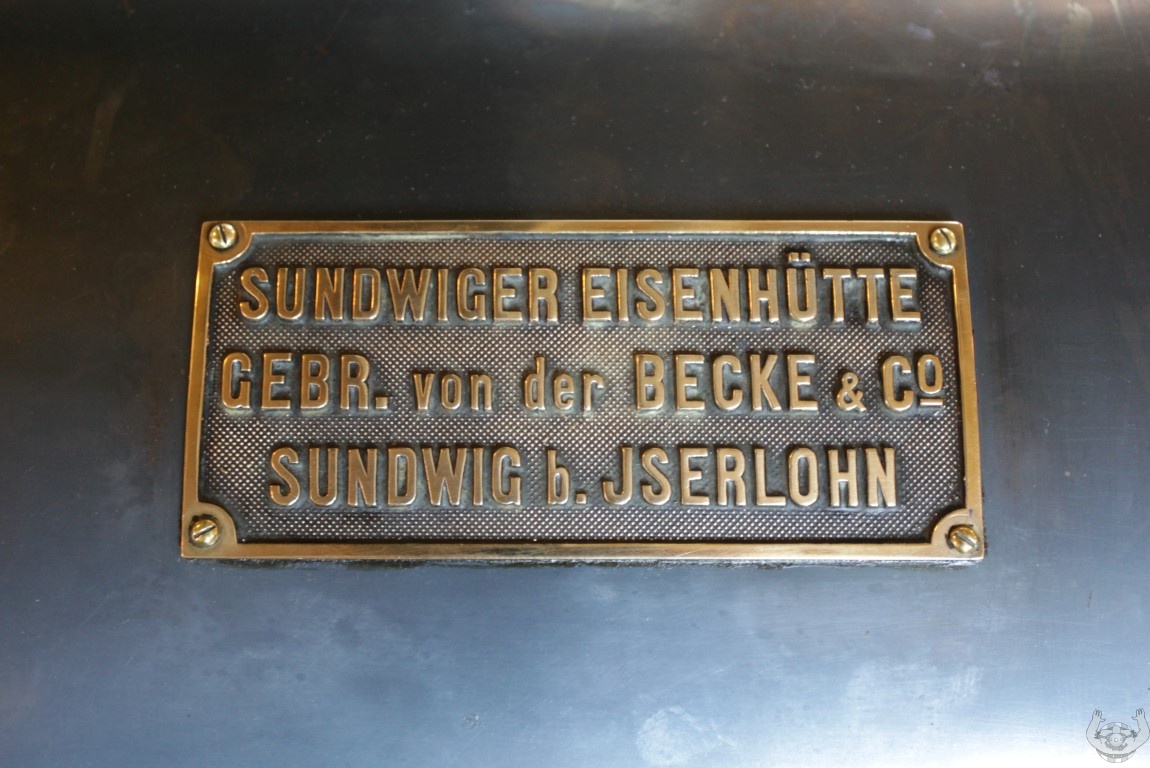 SUNDWIGER EISENHÜTTE
GEBR. von der BECKE & Cº
SUNDWIG b. JSERLOHN